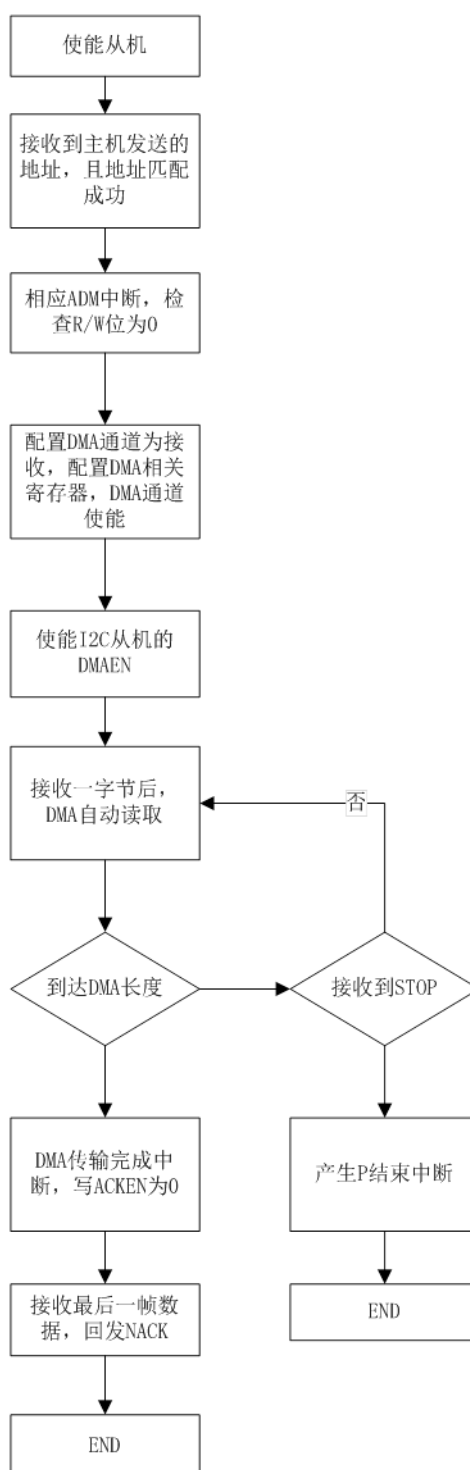 使能从机
接收到主机发送的
地址，且地址匹配
成功
相应ADM中断，检
查R/W位为0
配置DMA通道为接
收，配置DMA相关
寄存器，DMA通道
使能
使能I2C从机的
DMAEN
接收一字节后，
DMA自动读取
否
到达DMA长度
接收到STOP
DMA传输完成中
断，写ACKEN为0
产生P结束中断
接收最后一帧数
据，回发NACK
END
END